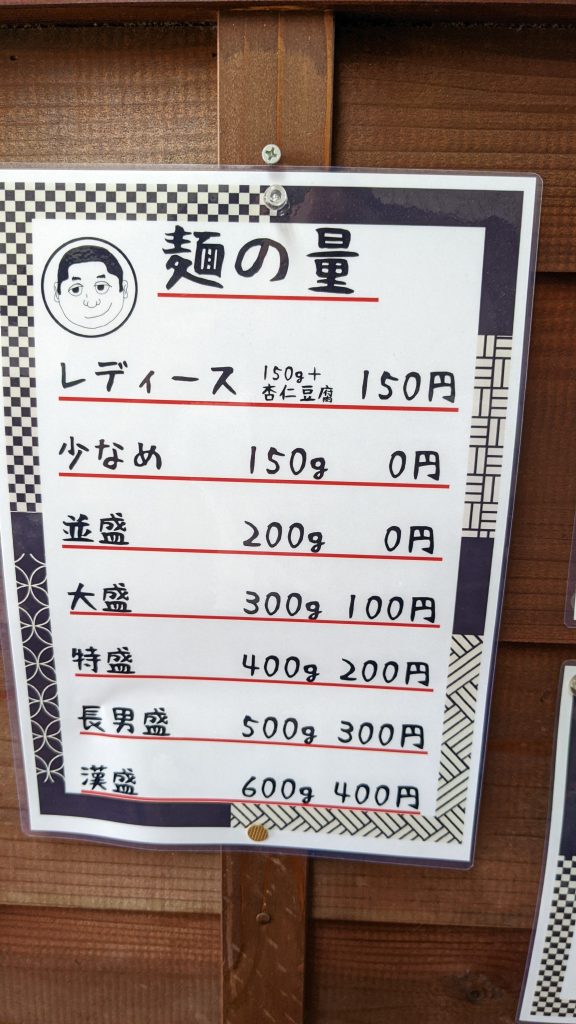 麺の量
レディース 150g+ 杏仁豆腐 150円
少なめ 150g 0円
並盛 200g 0円
大盛 300g 100円
特盛 400g 200円
長男盛 500g 300円
漢盛 600g 400円